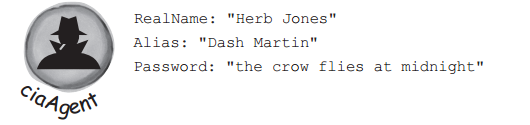 RealName: "Herb Jones"
Alias: "Dash Martin"
Password: "the crow flies at midnight"
ciaAgent